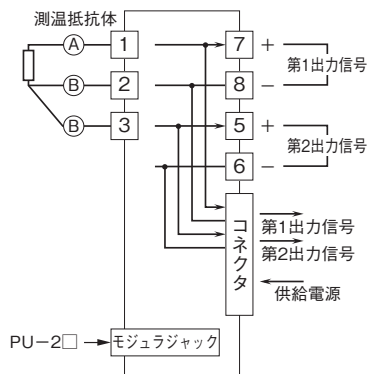 測温抵抗体
A 1 7 +
第1出力信号
B 2 8 −
B 3 5 +
第2出力信号
6 −
コネクタ
第1出力信号
第2出力信号
供給電源
PU−2□ モジュラジャック